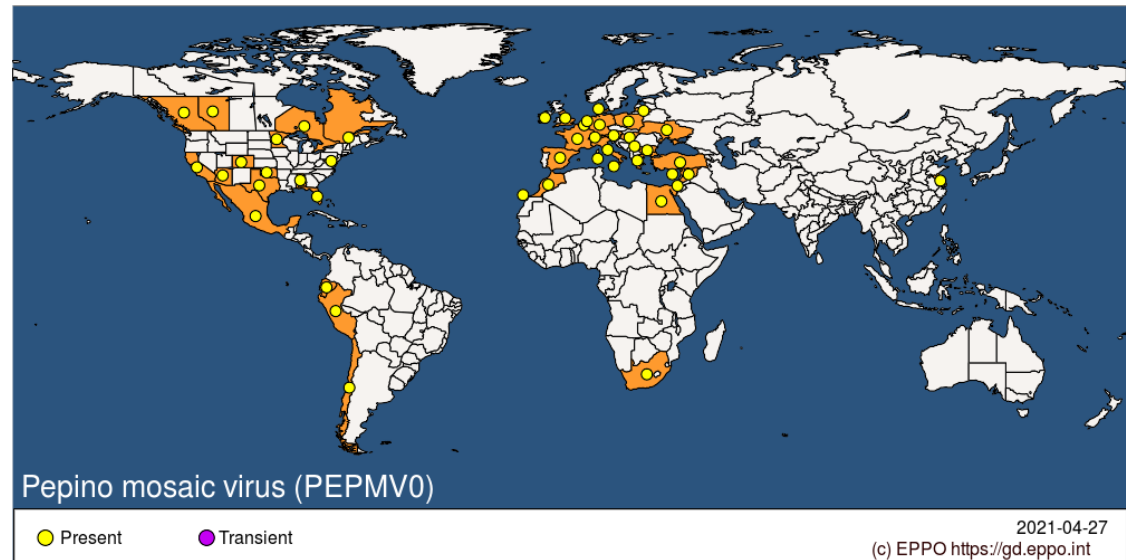 Pepino mosaic virus (PEPMV0)
Present
Transient
2021-04-27
(c) EPPO https://gd.eppo.int